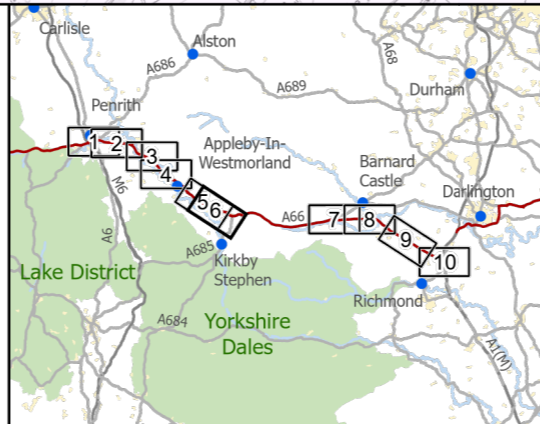 Carlisle
Alston
A68
A686
A689
Durham
Penrith
Appleby-In-
Westmorland
Barnard
Castle
Darlington
1
2
3
4
5
6
M6
A66
7
8
9
10
A6
A685
Kirkby
Stephen
Lake District
Richmond
A684
Yorkshire
Dales
A1(M)